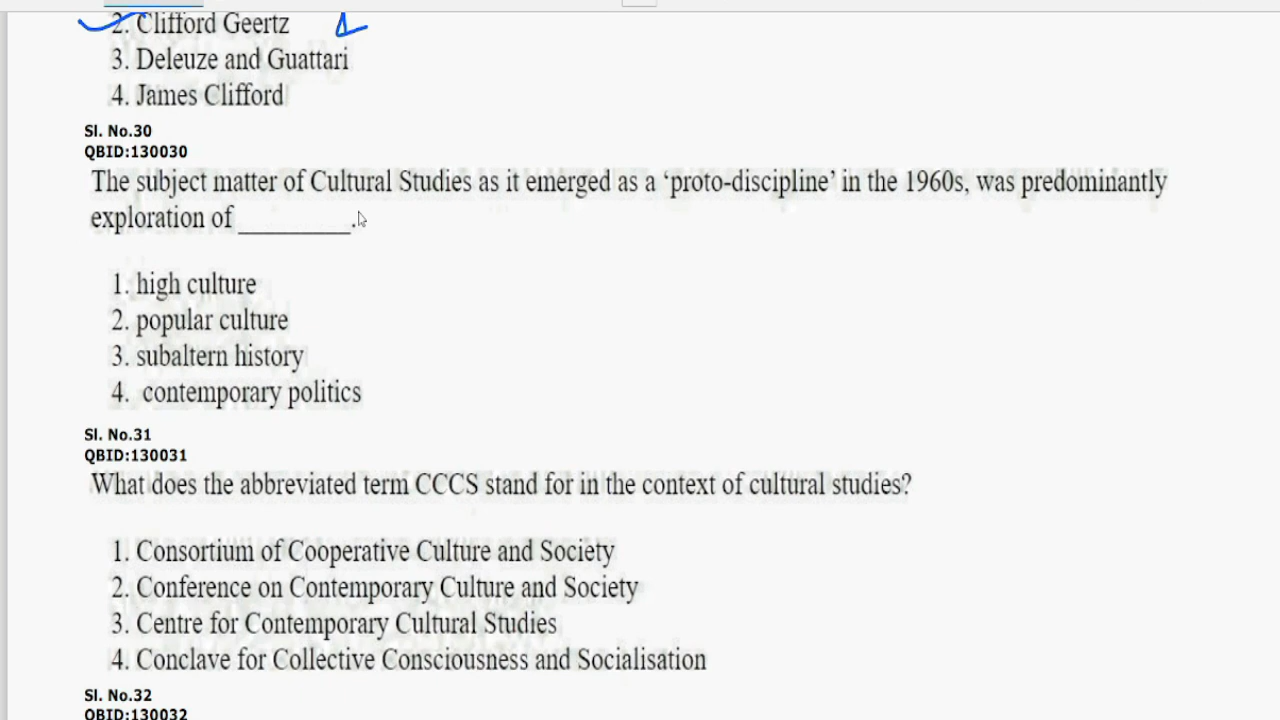 2. Clifford Geertz
3. Deleuze and Guattari
4. James Clifford
Sl. No.30
QBID:130030
The subject matter of Cultural Studies as it emerged as a ‘proto-discipline’ in the 1960s, was predominantly
exploration of _________.
1. high culture
2. popular culture
3. subaltern history
4. contemporary politics
Sl. No.31
QBID:130031
What does the abbreviated term CCCS stand for in the context of cultural studies?
1. Consortium of Cooperative Culture and Society
2. Conference on Contemporary Culture and Society
3. Centre for Contemporary Cultural Studies
4. Conclave for Collective Consciousness and Socialisation
Sl. No.32
QBID:130032